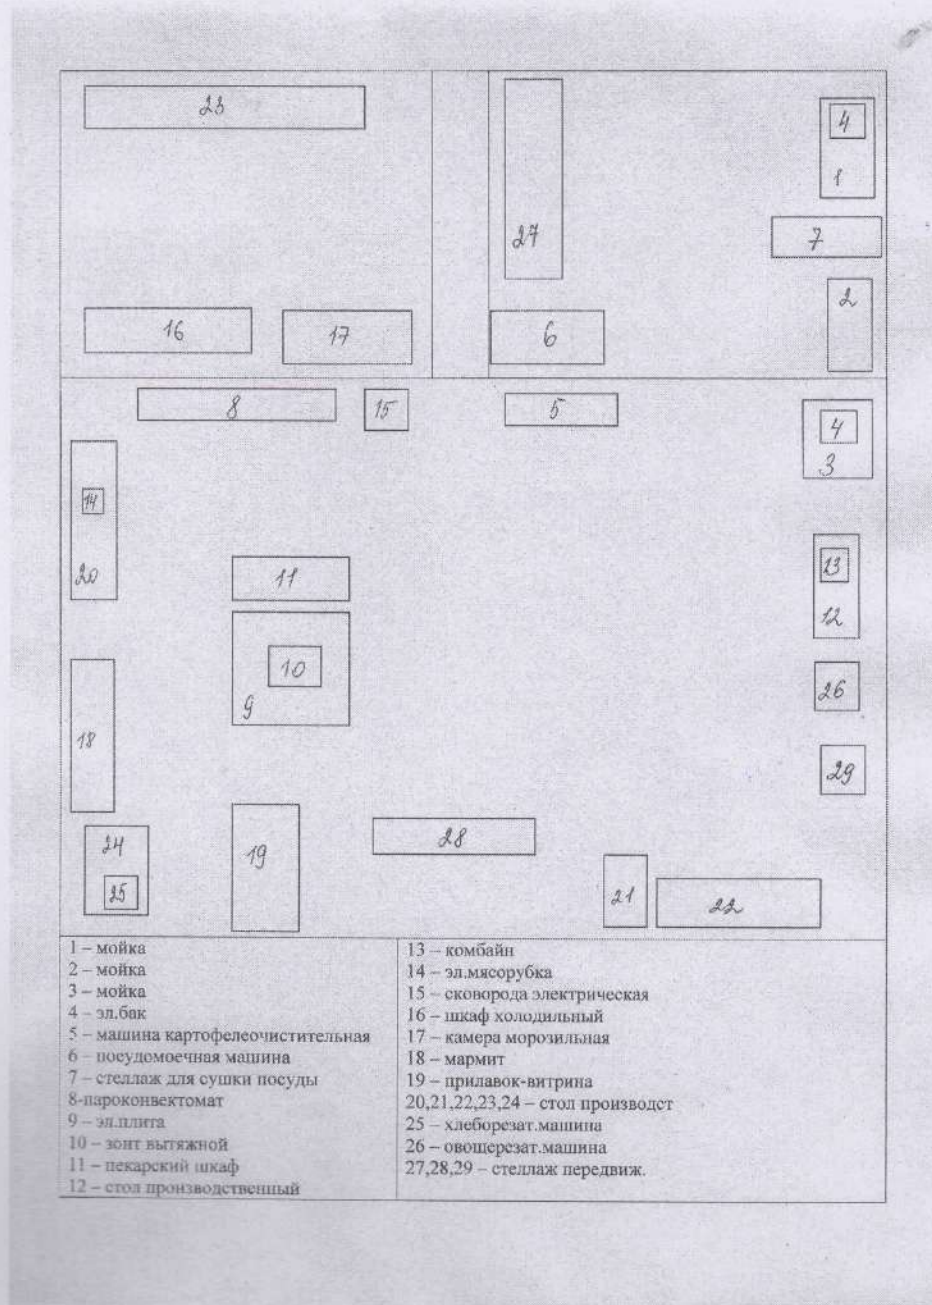 23
4
1
27
7
2
16
17
6
8
15
5
4
3
14
20
11
13
12
10
9
26
18
29
24
25
19
28
21
22
1 – мойка
2 – мойка
3 – мойка
4 – эл.бак
5 – машина картофелеочистительная
6 – посудомоечная машина
7 – стеллаж для сушки посуды
8-пароконвектомат
9 – эл.плита
10 – зонт вытяжной
11 – пекарский шкаф
12 – стол производственный
13 – комбайн
14 – эл.мясорубка
15 – сковорода электрическая
16 – шкаф холодильный
17 – камера морозильная
18 – мармит
19 – прилавок-витрина
20,21,22,23,24 – стол производст
25 – хлеборезат.машина
26 – овощерезат.машина
27,28,29 – стеллаж передвиж.